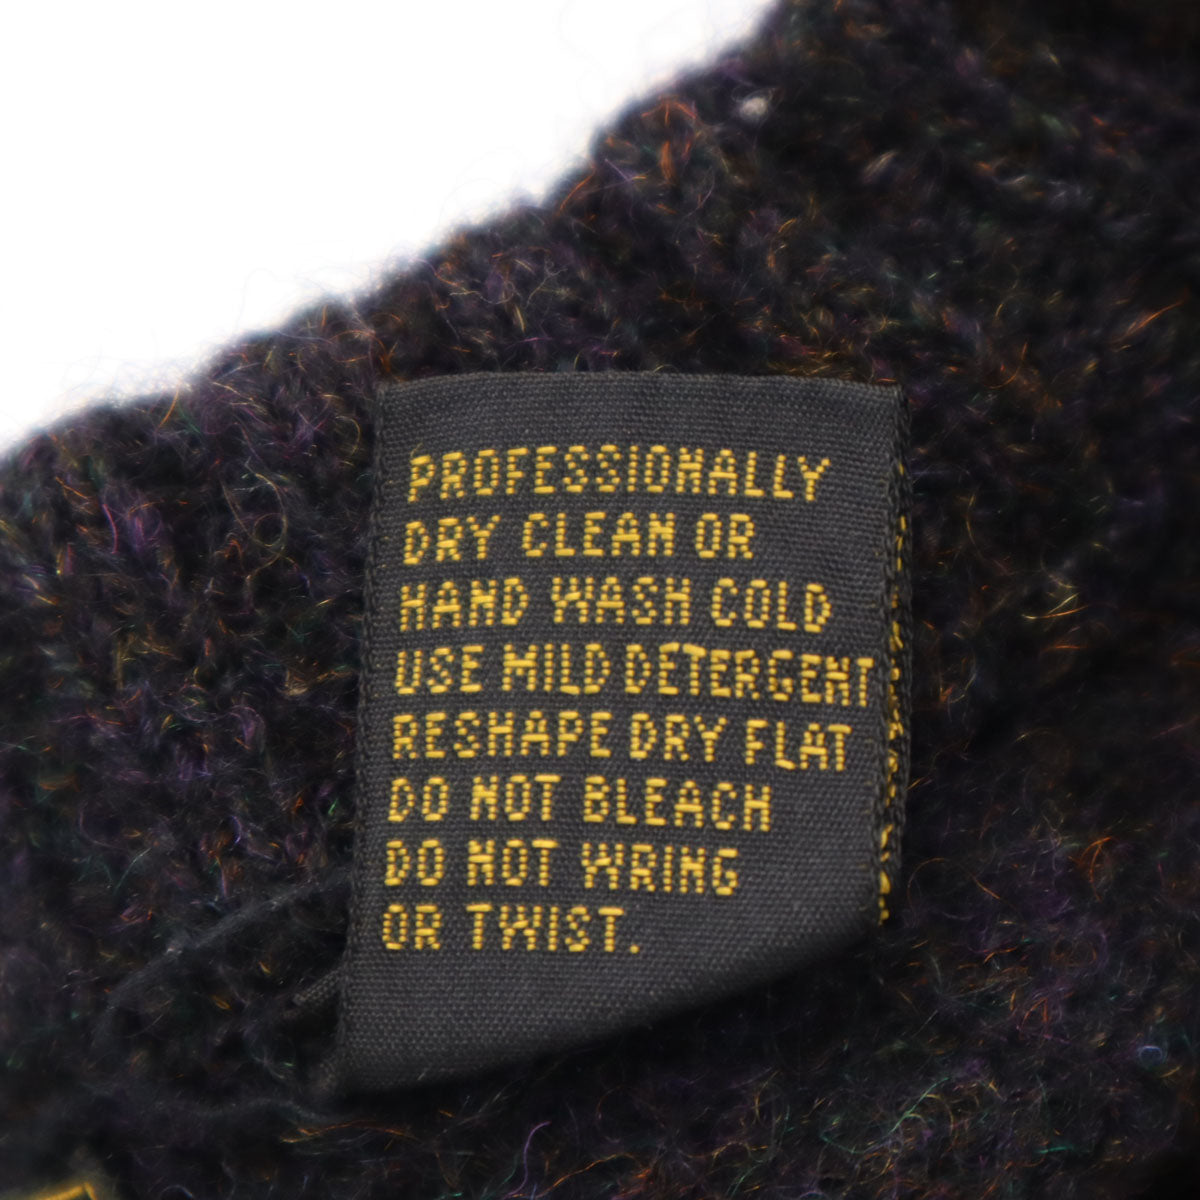 PROFESSIONALLY
DRY CLEAN OR
HAND WASH COLD
USE MILD DETERGENT
RESHAPE DRY FLAT
DO NOT BLEACH
DO NOT WRING
OR TWIST.